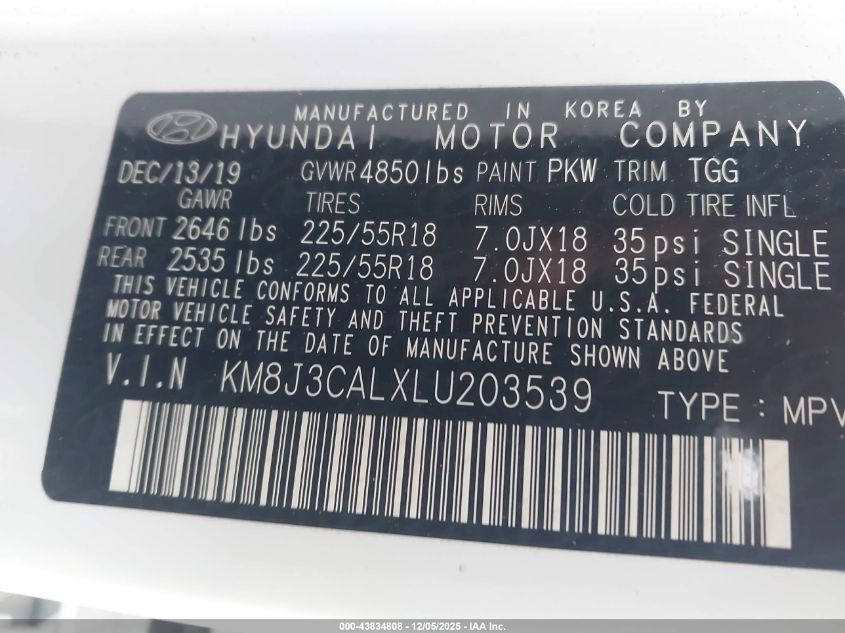 MANUFACTURED IN KOREA BY
HYUNDAI MOTOR COMPANY
DEC/13/19 GVWR 4850 lbs PAINT PKW TRIM TGG
GAWR TIRES RIMS COLD TIRE INFL
FRONT 2646 lbs 225/55R18 7.0JX18 35psi SINGLE
REAR 2535 lbs 225/55R18 7.0JX18 35psi SINGLE
THIS VEHICLE CONFORMS TO ALL APPLICABLE U.S.A. FEDERAL
MOTOR VEHICLE SAFETY AND THEFT PREVENTION STANDARDS
IN EFFECT ON THE DATE OF MANUFACTURE SHOWN ABOVE
V.I.N KM8J3CALXLU203539 TYPE : MPV
000-43834808 - 12/05/2025 - IAA Inc.